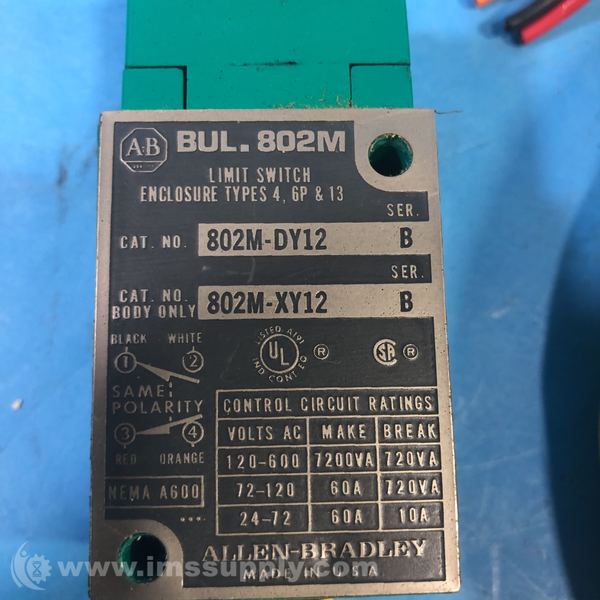 A-B BUL. 802M
LIMIT SWITCH
ENCLOSURE TYPES 4, 6P & 13
SER.
CAT. NO. 802M-DY12 B
SER.
CAT. NO.
BODY ONLY 802M-XY12 B
BLACK WHITE
1 2
SAME
POLARITY
3 4
RED ORANGE
NEMA A600
LISTED A191
UL ®
IND CONT EQ
SA ®
CONTROL CIRCUIT RATINGS
VOLTS AC MAKE BREAK
120-600 7200VA 720VA
72-120 60A 720VA
24-72 60A 10A
ALLEN-BRADLEY
MADE IN U S A
© www.imssupply.com